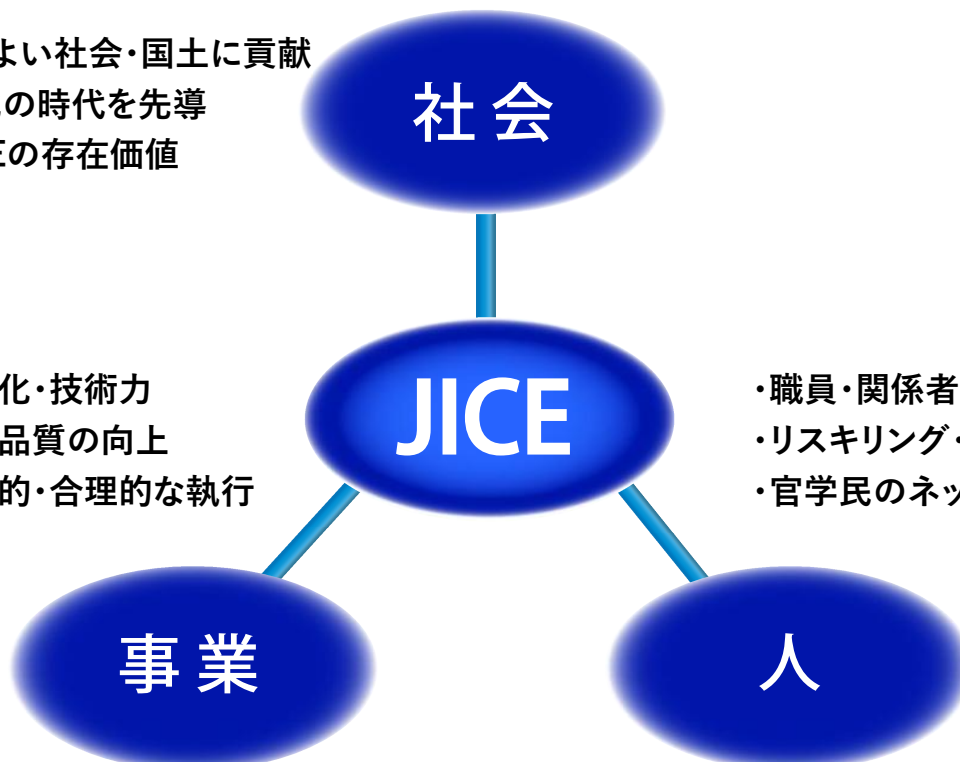 よい社会・国土に貢献
の時代を先導
の存在価値
社会
JICE
化・技術力
品質の向上
的・合理的な執行
・職員・関係者
・リスキリング・
・官学民のネッ
事業
人